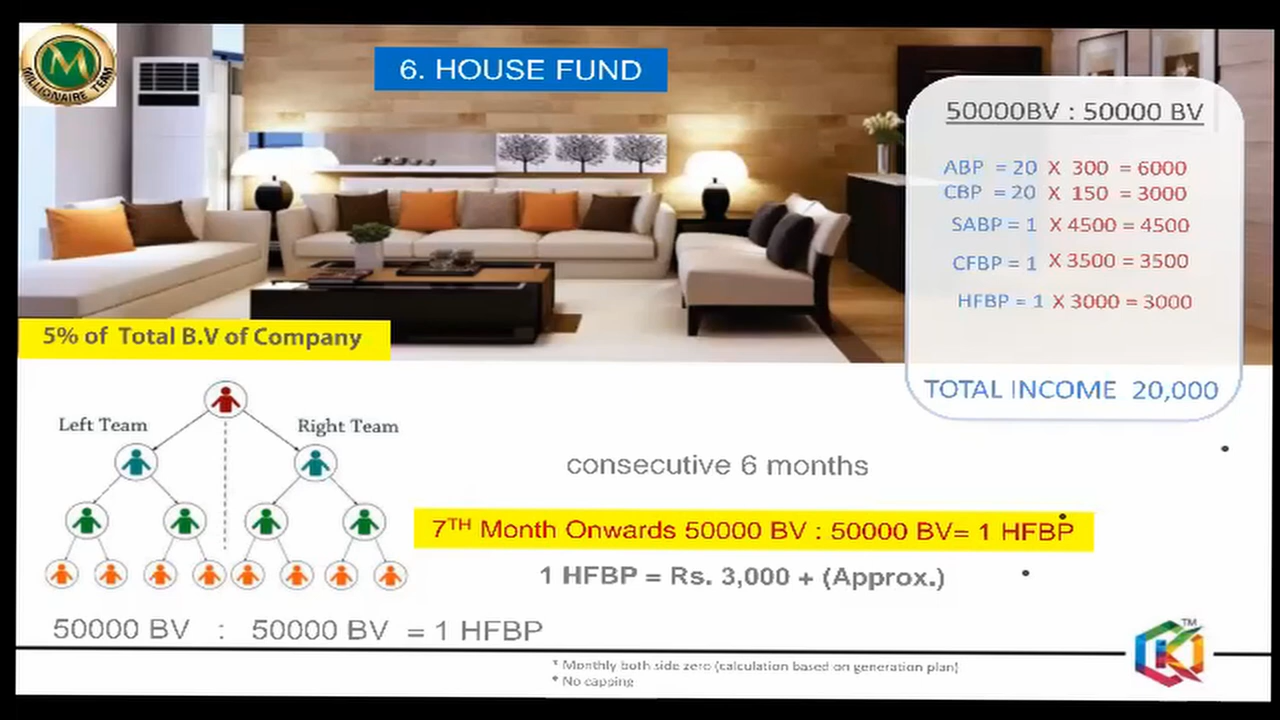 MILLIONAIRE TEAM
M
6. HOUSE FUND
50000BV : 50000 BV
ABP = 20 X 300 = 6000
CBP = 20 X 150 = 3000
SABP = 1 X 4500 = 4500
CFBP = 1 X 3500 = 3500
HFBP = 1 X 3000 = 3000
TOTAL INCOME 20,000
5% of Total B.V of Company
Left Team
Right Team
consecutive 6 months
7TH Month Onwards 50000 BV : 50000 BV= 1 HFBP
1 HFBP = Rs. 3,000 + (Approx.)
50000 BV : 50000 BV = 1 HFBP
* Monthly both side zero (calculation based on generation plan)
* No capping
K
TM